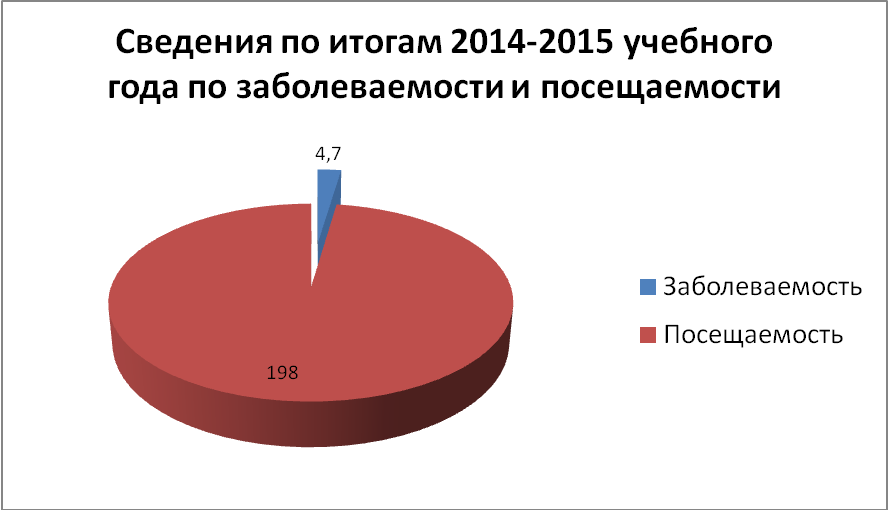 Сведения по итогам 2014-2015 учебного
года по заболеваемости и посещаемости
4,7
198
Заболеваемость
Посещаемость